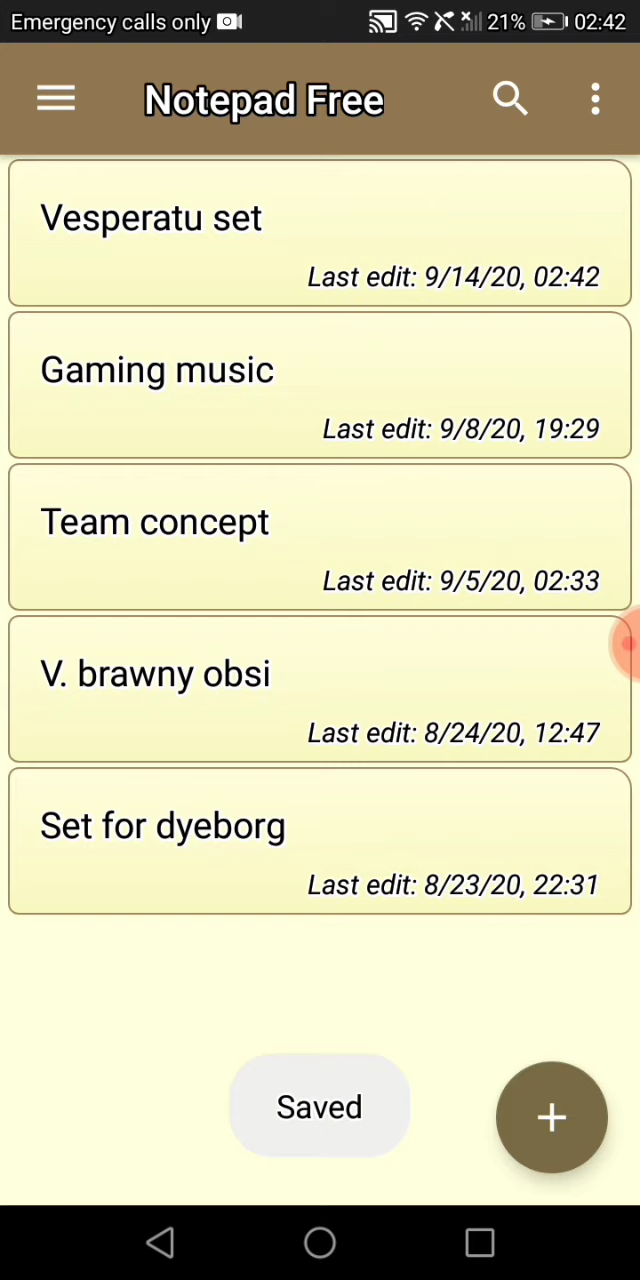 Emergency calls only 21% 02:42
Notepad Free
Vesperatu set
Last edit: 9/14/20, 02:42
Gaming music
Last edit: 9/8/20, 19:29
Team concept
Last edit: 9/5/20, 02:33
V. brawny obsi
Last edit: 8/24/20, 12:47
Set for dyeborg
Last edit: 8/23/20, 22:31
Saved